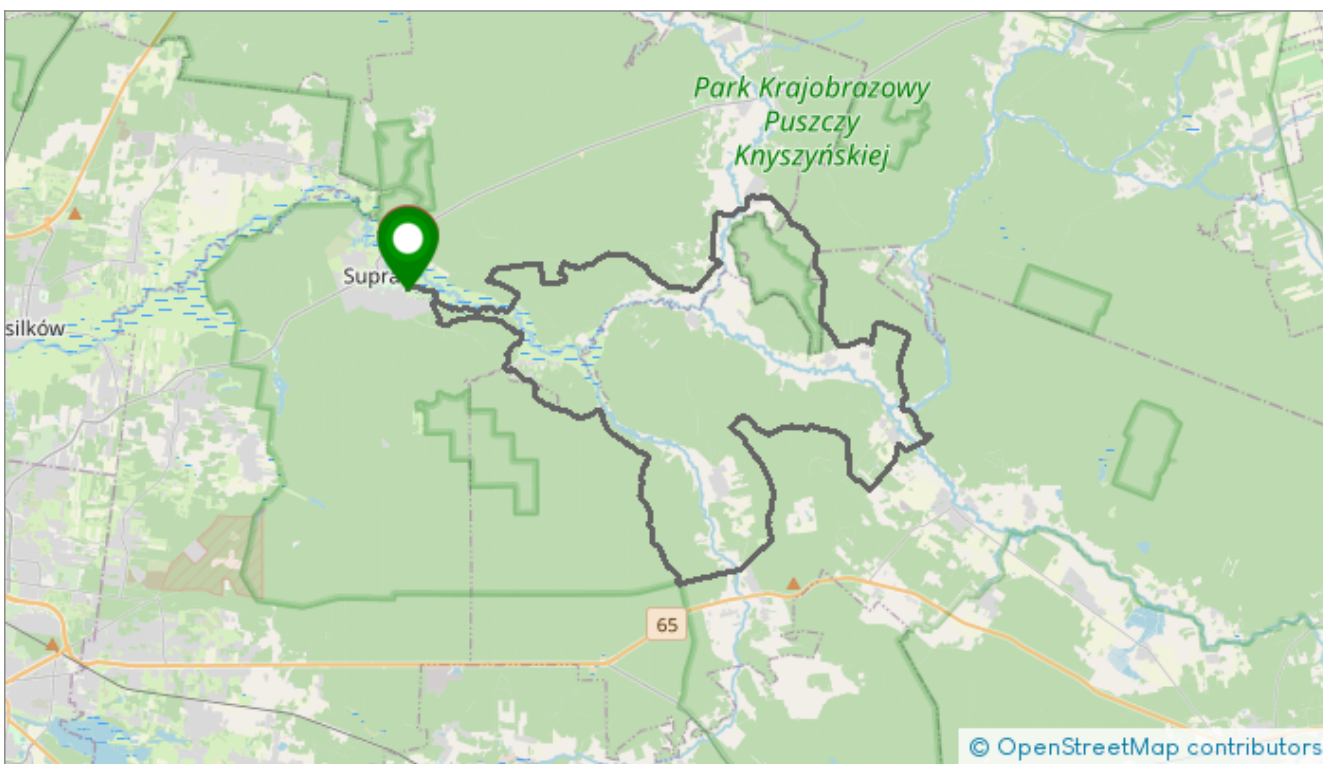 Park Krajobrazowy
Puszczy
Knyszyńskiej
Supra
silków
65
© OpenStreetMap contributors